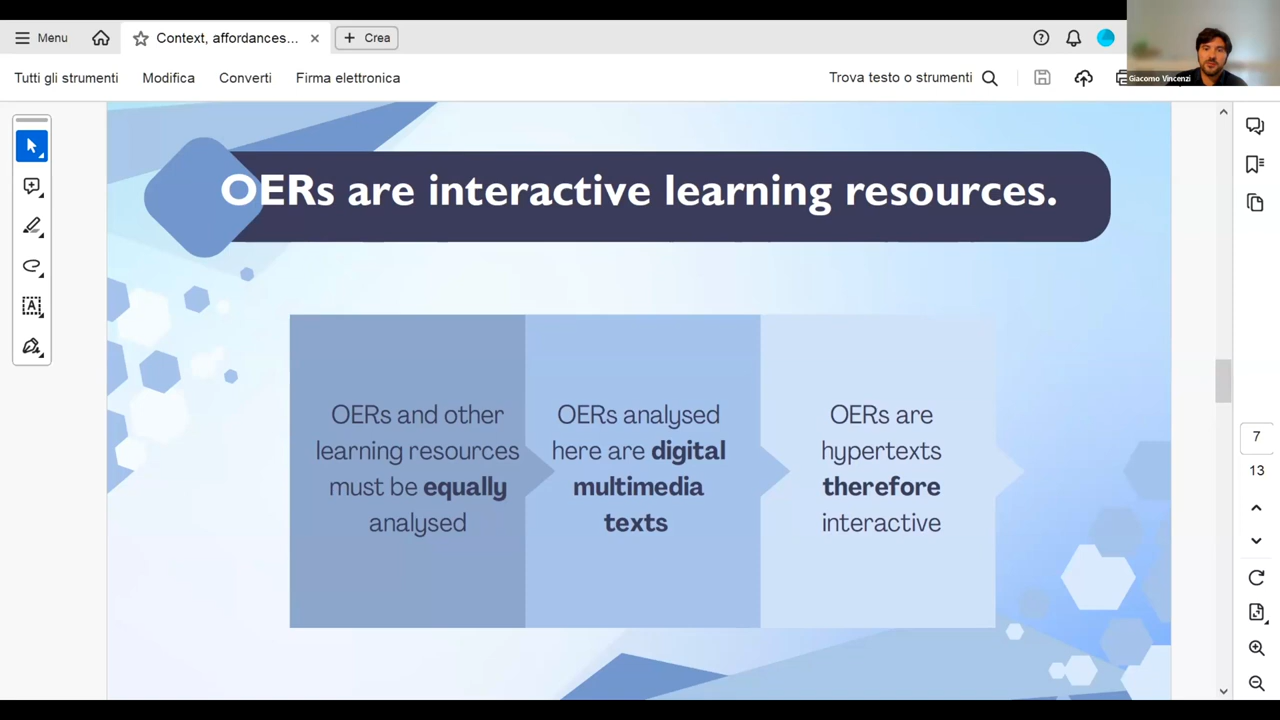 Menu
Context, affordances...
Crea
Tutti gli strumenti
Modifica
Converti
Firma elettronica
Trova testo o strumenti
Giacomo Vincenzi
OERs are interactive learning resources.
OERs and other
learning resources
must be equally
analysed
OERs analysed
here are digital
multimedia
texts
OERs are
hypertexts
therefore
interactive
7
13